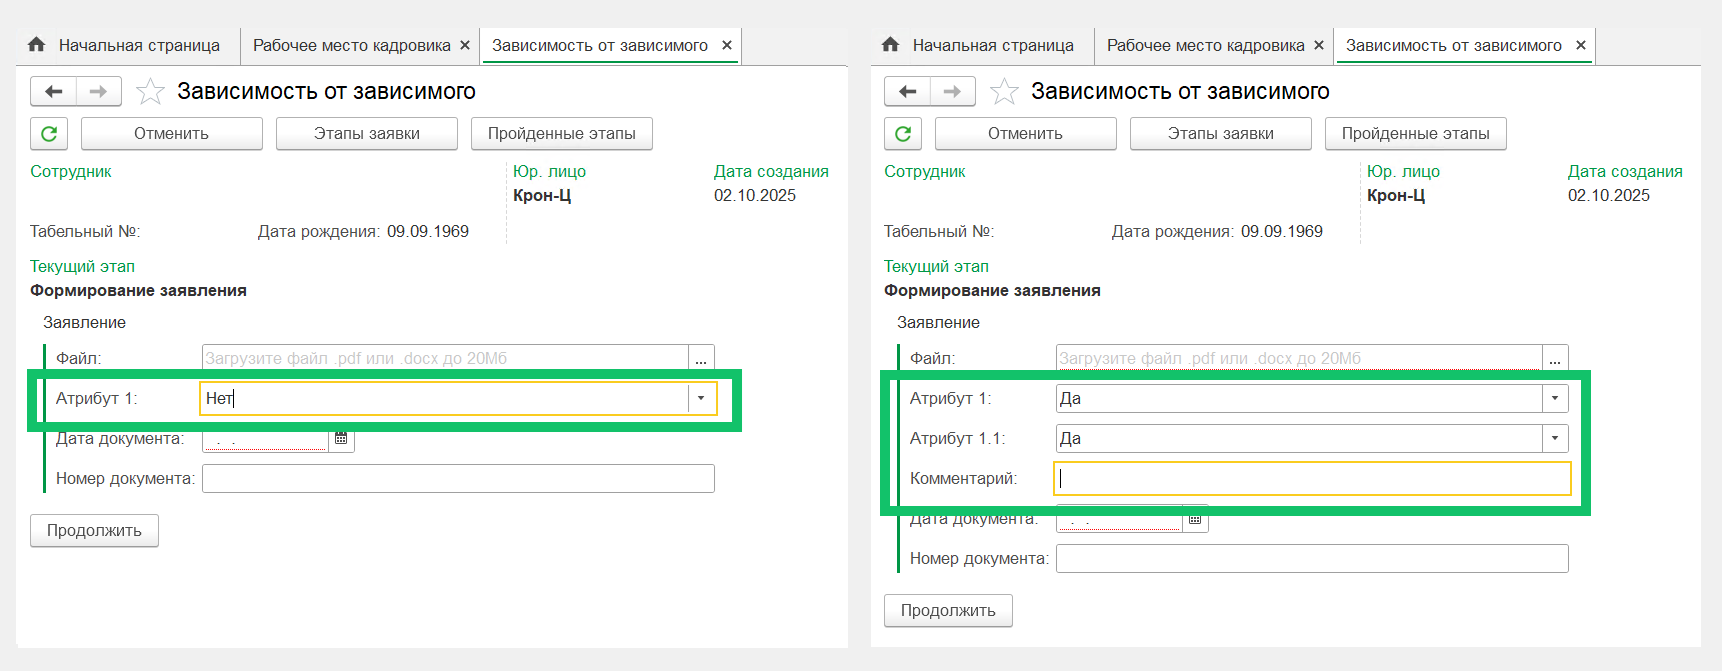 Начальная страница
Рабочее место кадровика ×
Зависимость от зависимого ×
Зависимость от зависимого
Отменить
Этапы заявки
Пройденные этапы
Сотрудник
Юр. лицо
Дата создания
Крон-Ц
02.10.2025
Табельный №:
Дата рождения: 09.09.1969
Текущий этап
Формирование заявления
Заявление
Файл:
Загрузите файл .pdf или .docx до 20Мб
...
Атрибут 1:
Нет
Дата документа:
. .
Номер документа:
Продолжить
Начальная страница
Рабочее место кадровика ×
Зависимость от зависимого ×
Зависимость от зависимого
Отменить
Этапы заявки
Пройденные этапы
Сотрудник
Юр. лицо
Дата создания
Крон-Ц
02.10.2025
Табельный №:
Дата рождения: 09.09.1969
Текущий этап
Формирование заявления
Заявление
Файл:
Загрузите файл .pdf или .docx до 20Мб
...
Атрибут 1:
Да
Атрибут 1.1:
Да
Комментарий:
Дата документа:
. .
Номер документа:
Продолжить